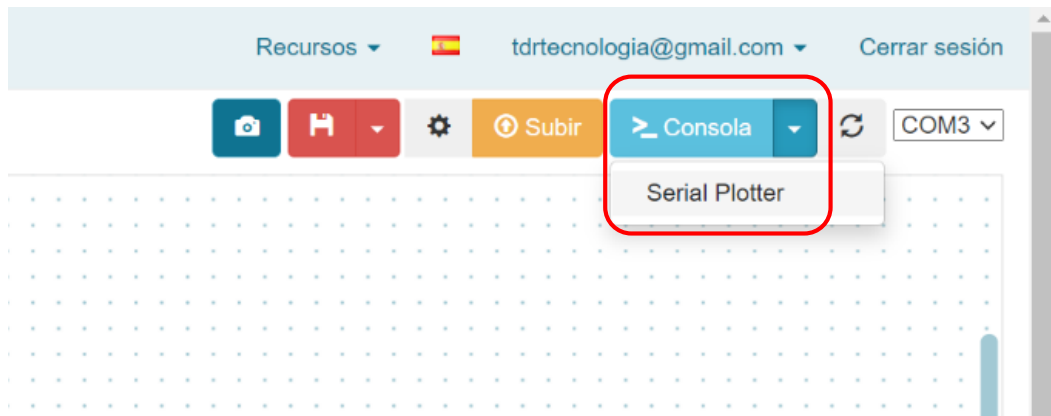 Recursos tdrtecnologia@gmail.com Cerrar sesión
Subir >_ Consola COM3
Serial Plotter